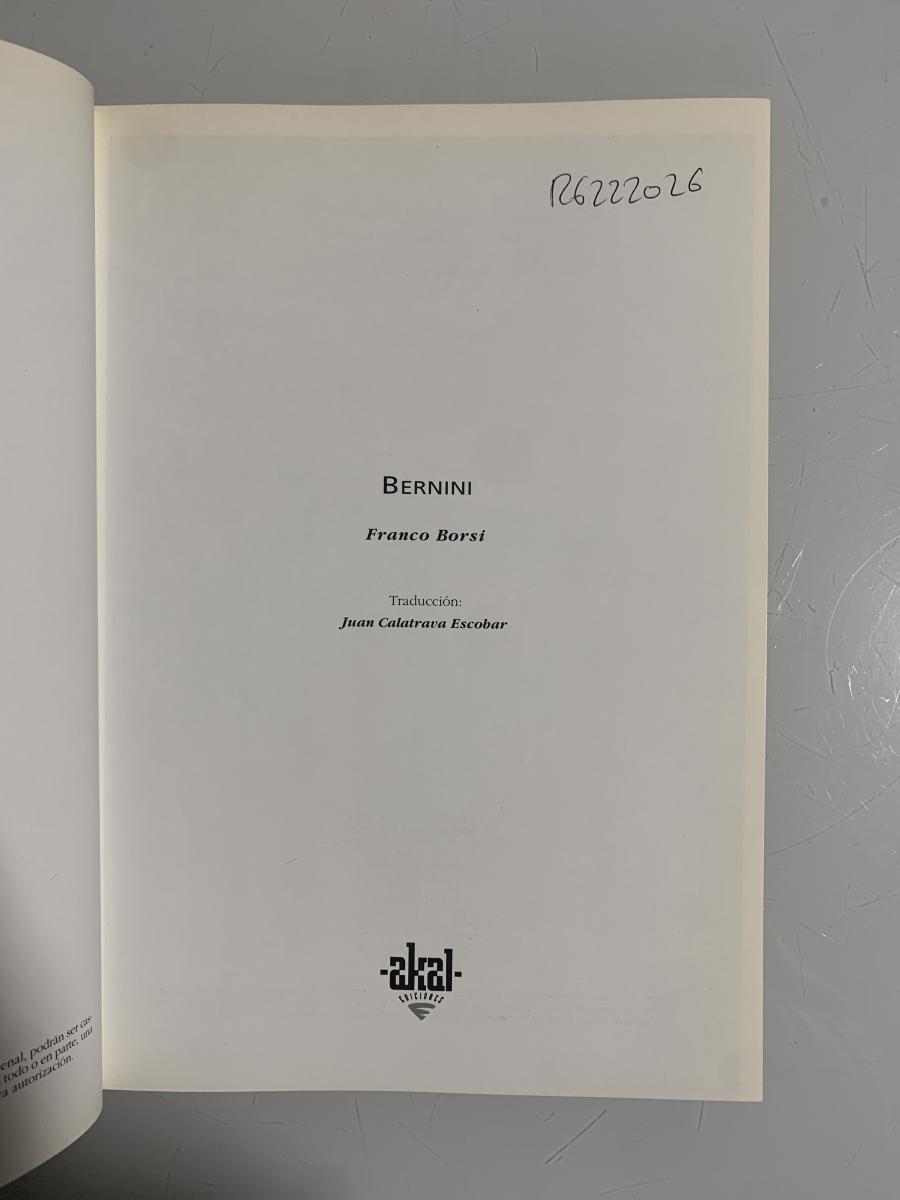 R6222026
BERNINI
Franco Borsi
Traducción:
Juan Calatrava Escobar
-akal-
EDICIONES
enal, podrán ser cas-
todo o en parte, una
a autorización.